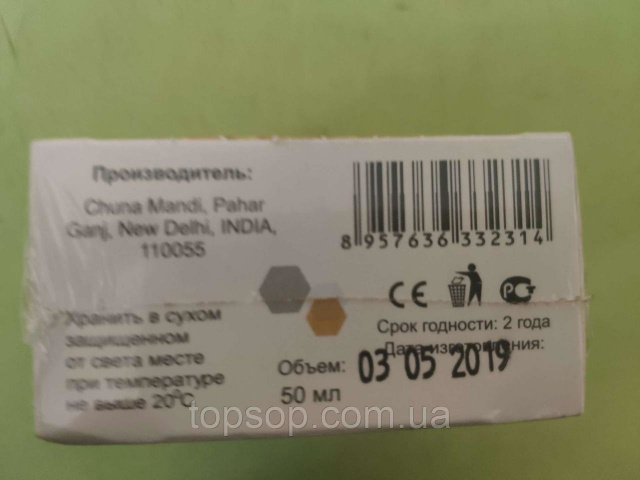 Производитель:
Chuna Mandi, Pahar
Ganj, New Delhi, INDIA,
110055
8 957636 332314
CE
РС
Хранить в сухом
защищенном
от света месте
при температуре
не выше 20°C
Объем:
50 мл
Срок годности: 2 года
Дата изготовления:
03 05 2019
topsop.com.ua